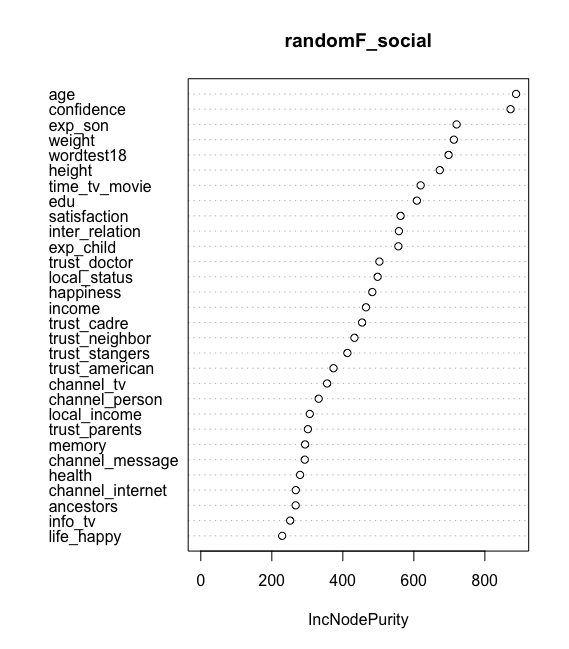 randomF_social
age
confidence
exp_son
weight
wordtest18
height
time_tv_movie
edu
satisfaction
inter_relation
exp_child
trust_doctor
local_status
happiness
income
trust_cadre
trust_neighbor
trust_stangers
trust_american
channel_tv
channel_person
local_income
trust_parents
memory
channel_message
health
channel_internet
ancestors
info_tv
life_happy
0 200 400 600 800
IncNodePurity